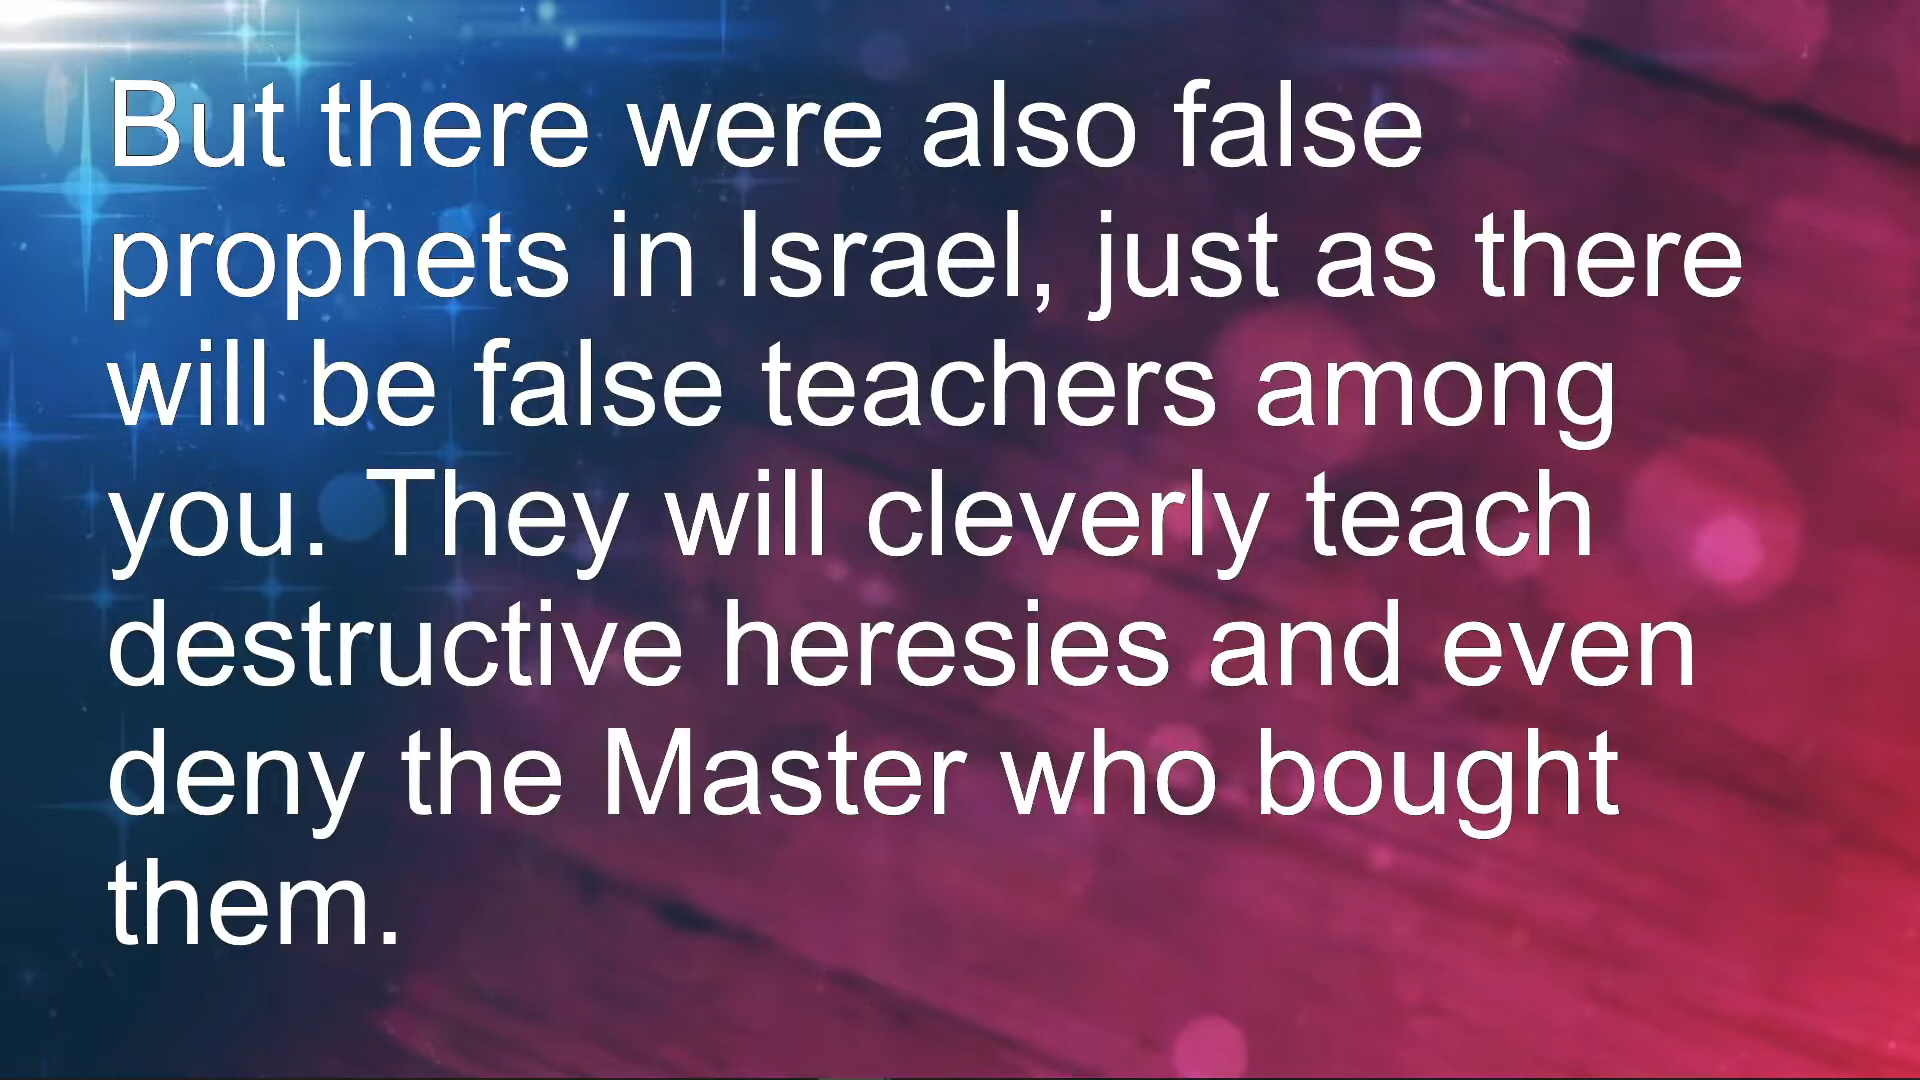 But there were also false
prophets in Israel, just as there
will be false teachers among
you. They will cleverly teach
destructive heresies and even
deny the Master who bought
them.